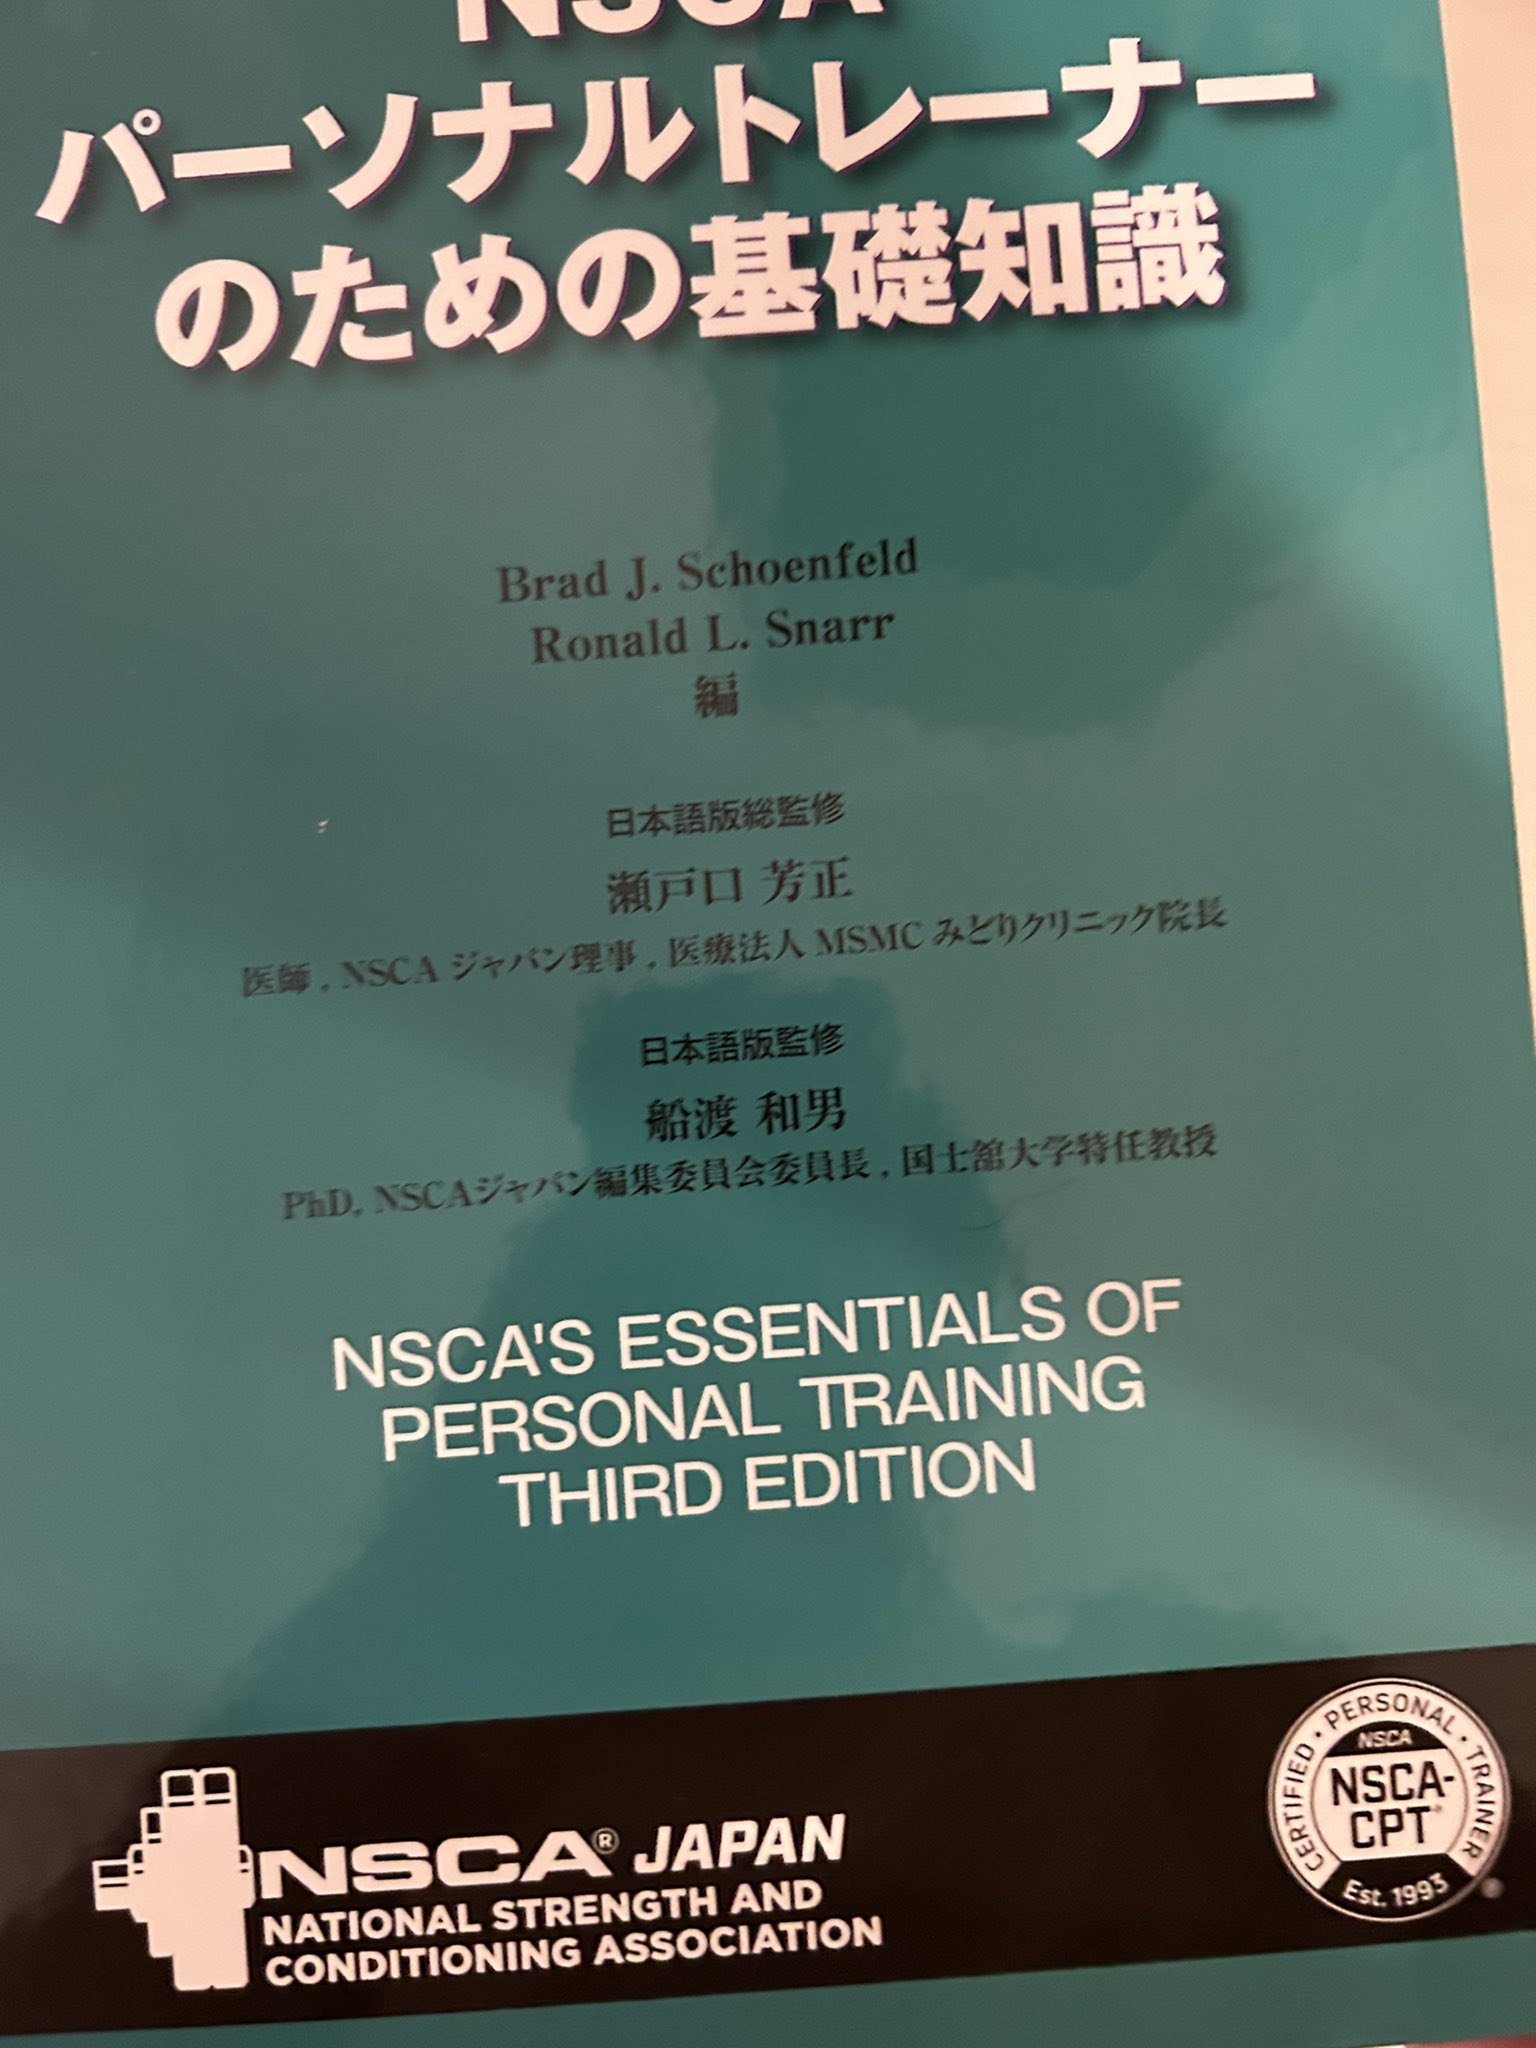 NSCA
パーソナルトレーナー
のための基礎知識
Brad J. Schoenfeld
Ronald L. Snarr
編
日本語版総監修
瀬戸口 芳正
医師, NSCA ジャパン理事, 医療法人 MSMC みどりクリニック院長
日本語版監修
船渡 和男
PhD, NSCAジャパン編集委員会委員長, 国士舘大学特任教授
NSCA'S ESSENTIALS OF
PERSONAL TRAINING
THIRD EDITION
NSCA® JAPAN
NATIONAL STRENGTH AND
CONDITIONING ASSOCIATION
CERTIFIED • PERSONAL • TRAINER
NSCA
NSCA-
CPT®
Est. 1993
®